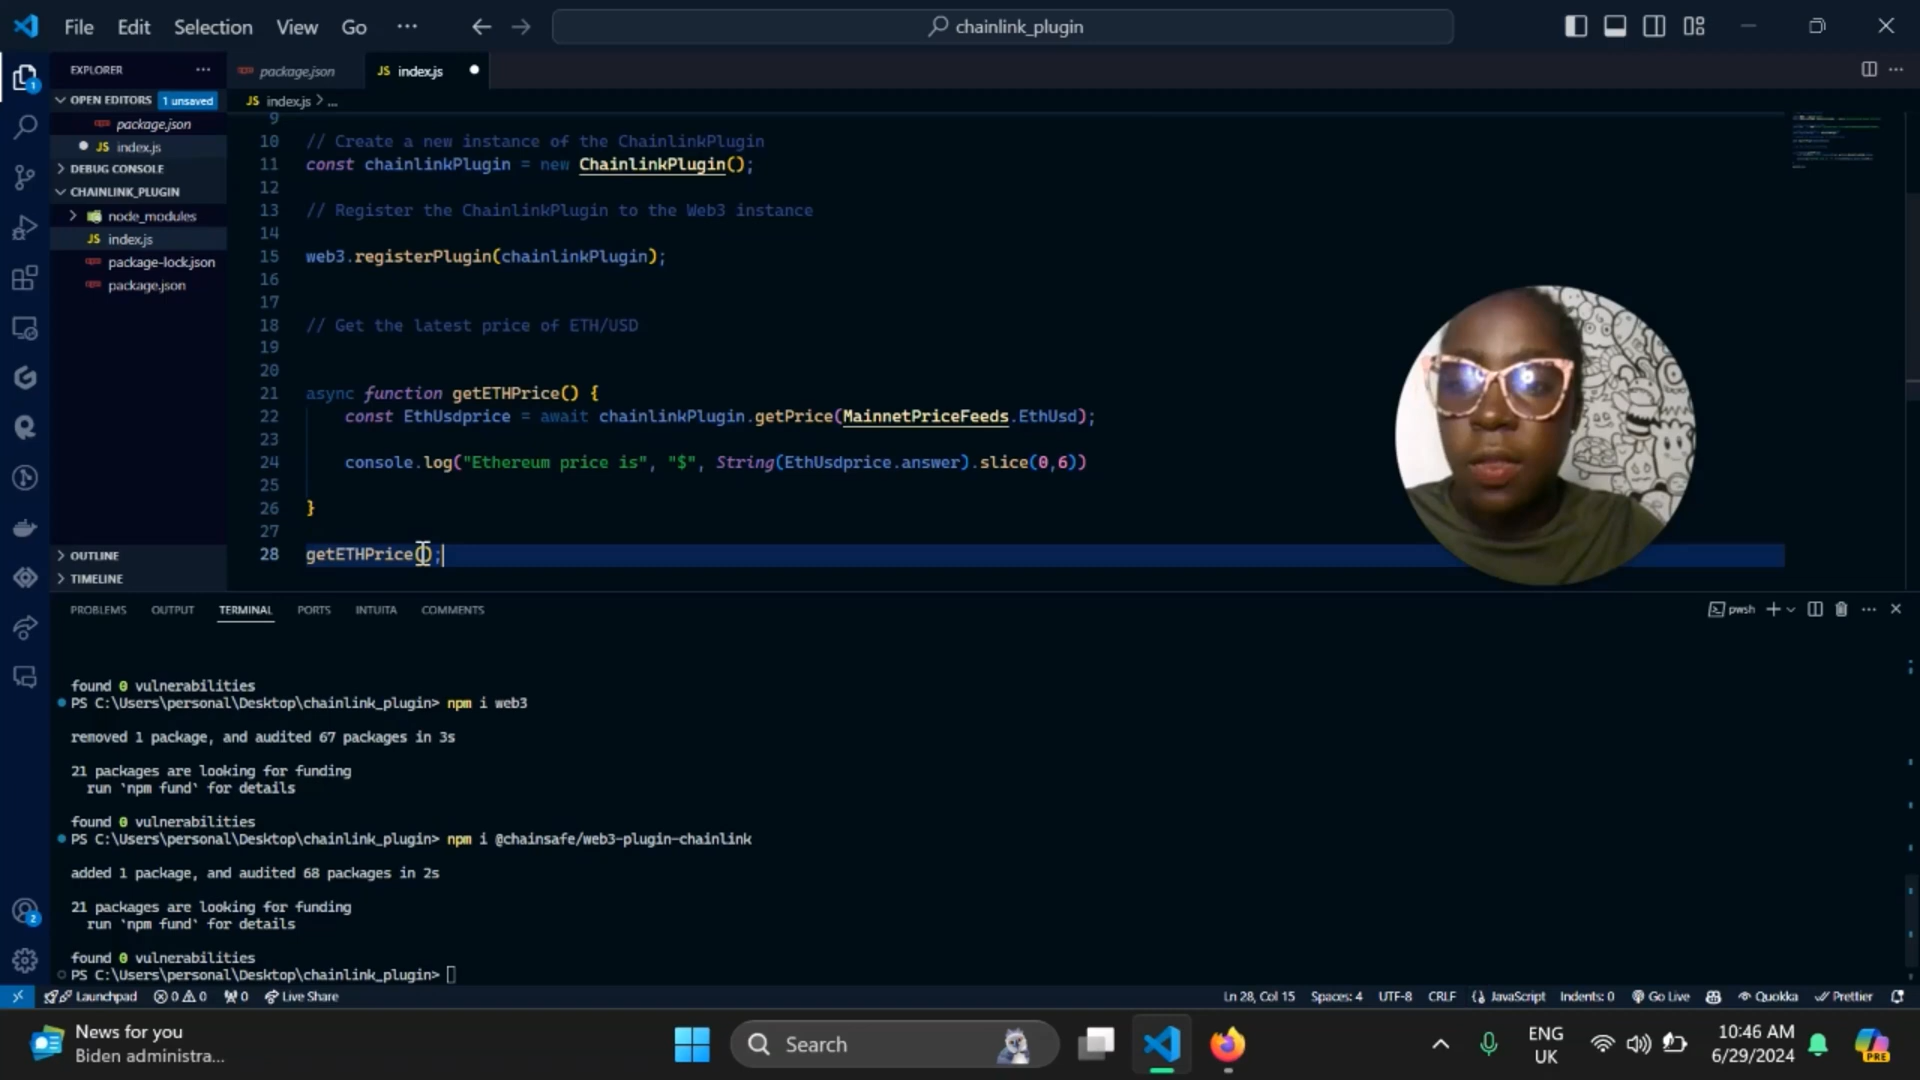 File Edit Selection View Go ···
chainlink_plugin
EXPLORER ···
OPEN EDITORS 1 unsaved
package.json
index.js
DEBUG CONSOLE
CHAINLINK_PLUGIN
node_modules
JS index.js
package-lock.json
package.json
OUTLINE
TIMELINE
package.json JS index.js
JS index.js > ...
9
10 // Create a new instance of the ChainlinkPlugin
11 const chainlinkPlugin = new ChainlinkPlugin();
12
13 // Register the ChainlinkPlugin to the Web3 instance
14
15 web3.registerPlugin(chainlinkPlugin);
16
17
18 // Get the latest price of ETH/USD
19
20
21 async function getETHPrice() {
22 const EthUsdprice = await chainlinkPlugin.getPrice(MainnetPriceFeeds.EthUsd);
23
24 console.log("Ethereum price is", "$", String(EthUsdprice.answer).slice(0,6))
25
26 }
27
28 getETHPrice();
PROBLEMS OUTPUT TERMINAL PORTS INTUITA COMMENTS
pwsh
found 0 vulnerabilities
PS C:\Users\personal\Desktop\chainlink_plugin> npm i web3
removed 1 package, and audited 67 packages in 3s
21 packages are looking for funding
run `npm fund` for details
found 0 vulnerabilities
PS C:\Users\personal\Desktop\chainlink_plugin> npm i @chainsafe/web3-plugin-chainlink
added 1 package, and audited 68 packages in 2s
21 packages are looking for funding
run `npm fund` for details
found 0 vulnerabilities
PS C:\Users\personal\Desktop\chainlink_plugin>
Launchpad 0 0 0 Live Share
Ln 28, Col 15 Spaces: 4 UTF-8 CRLF JavaScript Indents: 0 Go Live Quokka Prettier
News for you
Biden administra...
Search
ENG
UK
10:46 AM
6/29/2024
PRE